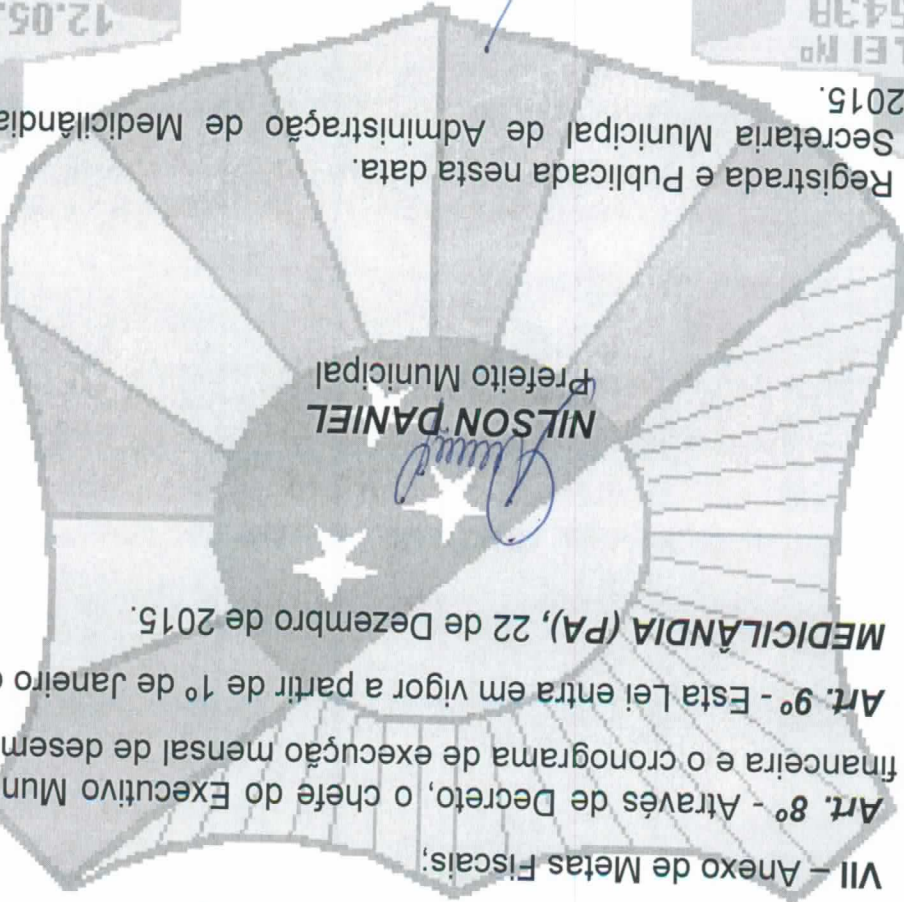 VII – Anexo de Metas Fiscais;
Art. 8º - Através de Decreto, o chefe do Executivo Mun
financeira e o cronograma de execução mensal de desem
Art. 9º - Esta Lei entra em vigor a partir de 1º de Janeiro
MEDICILÂNDIA (PA), 22 de Dezembro de 2015.
NILSON DANIEL
Prefeito Municipal
Registrada e Publicada nesta data.
Secretaria Municipal de Administração de Medicilândia
2015.
LEI Nº
5438
12.05.